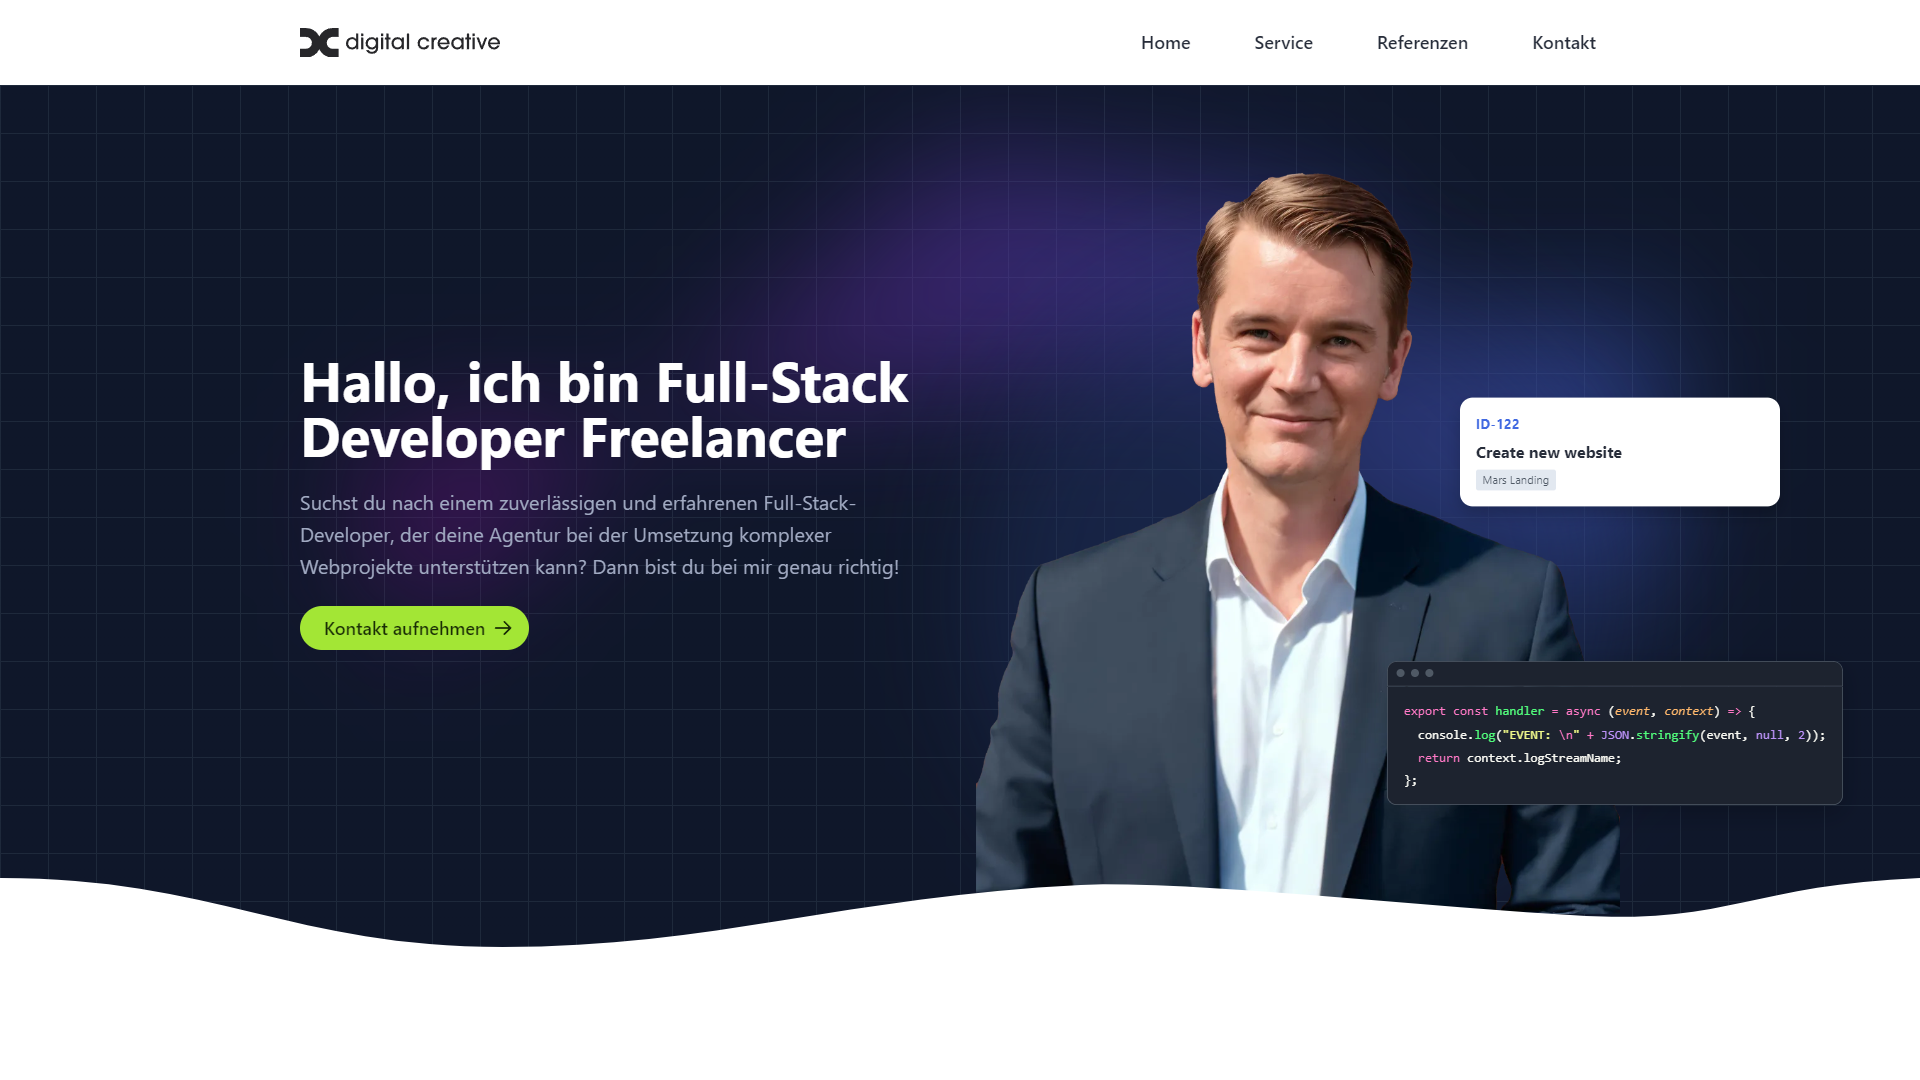 digital creative
Home
Service
Referenzen
Kontakt
Hallo, ich bin Full-Stack
Developer Freelancer
Suchst du nach einem zuverlässigen und erfahrenen Full-Stack-
Developer, der deine Agentur bei der Umsetzung komplexer
Webprojekte unterstützen kann? Dann bist du bei mir genau richtig!
Kontakt aufnehmen
ID-122
Create new website
Mars Landing
export const handler = async (event, context) => {
  console.log("EVENT: \n" + JSON.stringify(event, null, 2));
  return context.logStreamName;
};